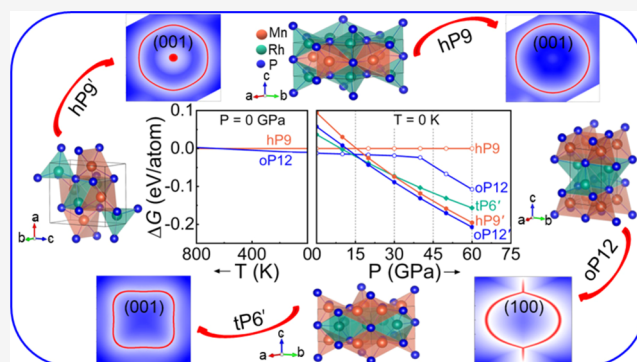 (001)
Mn
Rh
P
c
a
b
hP9
(001)
hP9′
0.1
0.0
-0.1
-0.2
ΔG (eV/atom)
P = 0 GPa
hP9
oP12
T = 0 K
hP9
oP12
tP6′
hP9′
oP12′
800
400
0
0
15
30
45
60
75
← T (K)
P (GPa) →
a
b
c
c
a
b
oP12
(001)
tP6′
c
a
b
(100)